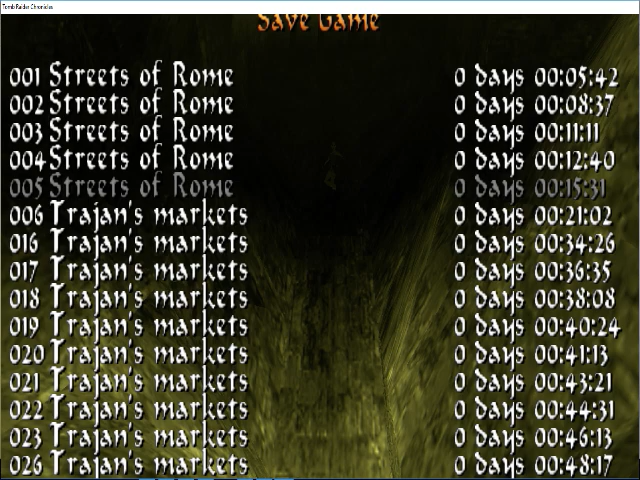 Tomb Raider Chronicles
Save Game
001 Streets of Rome 0 days 00:05:42
002 Streets of Rome 0 days 00:08:37
003 Streets of Rome 0 days 00:11:11
004 Streets of Rome 0 days 00:12:40
005 Streets of Rome 0 days 00:15:31
006 Trajan's markets 0 days 00:21:02
016 Trajan's markets 0 days 00:34:26
017 Trajan's markets 0 days 00:36:35
018 Trajan's markets 0 days 00:38:08
019 Trajan's markets 0 days 00:40:24
020 Trajan's markets 0 days 00:41:13
021 Trajan's markets 0 days 00:43:21
022 Trajan's markets 0 days 00:44:31
023 Trajan's markets 0 days 00:46:13
026 Trajan's markets 0 days 00:48:17